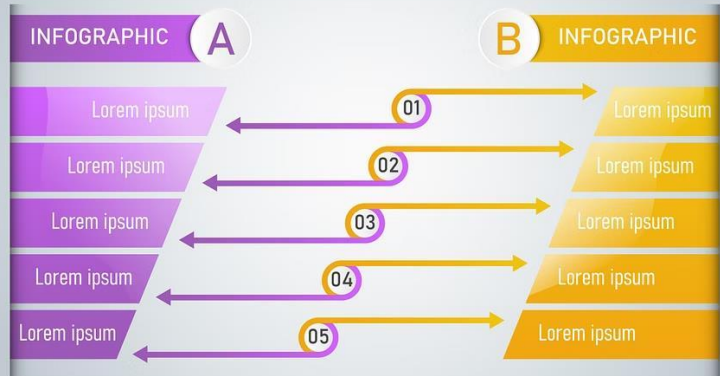 INFOGRAPHIC A
B INFOGRAPHIC
Lorem ipsum 01 Lorem ipsum
Lorem ipsum 02 Lorem ipsum
Lorem ipsum 03 Lorem ipsum
Lorem ipsum 04 Lorem ipsum
Lorem ipsum 05 Lorem ipsum